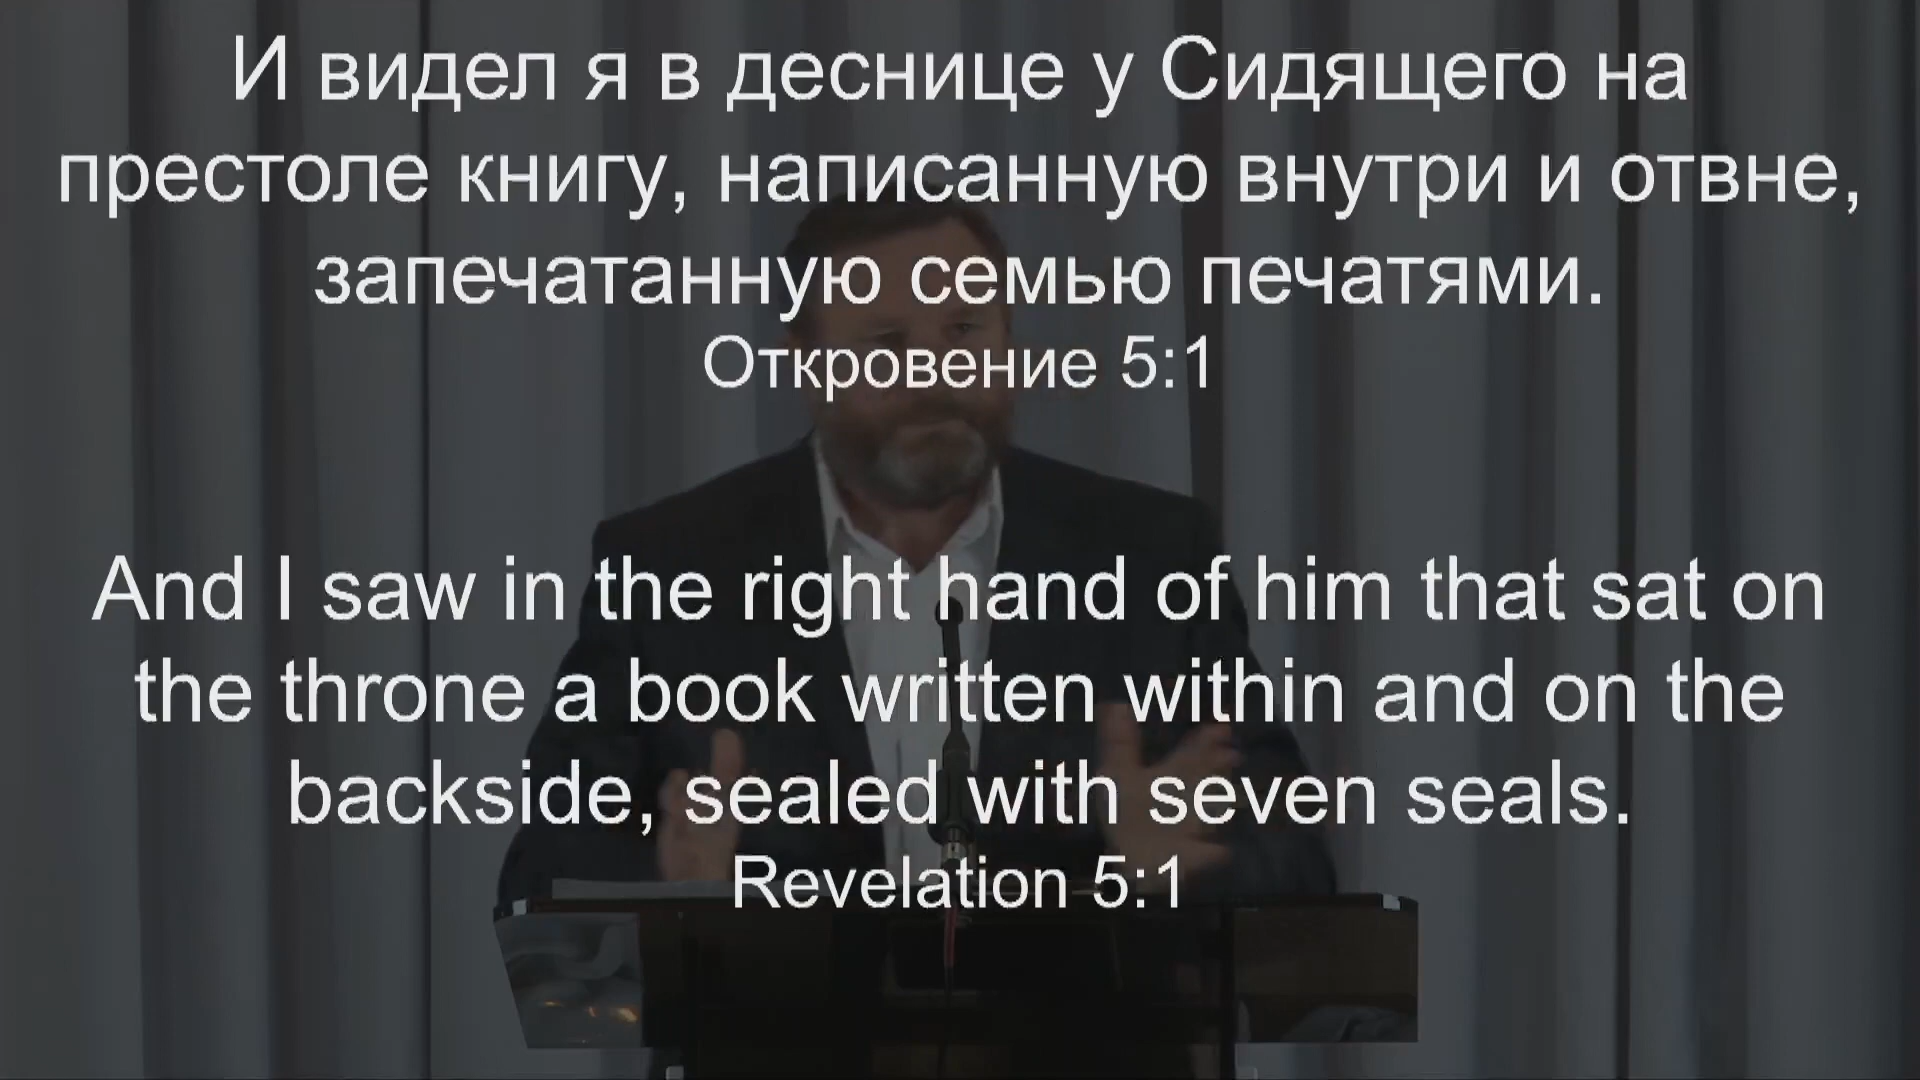 И видел я в деснице у Сидящего на
престоле книгу, написанную внутри и отвне,
запечатанную семью печатями.
Откровение 5:1
And I saw in the right hand of him that sat on
the throne a book written within and on the
backside, sealed with seven seals.
Revelation 5:1